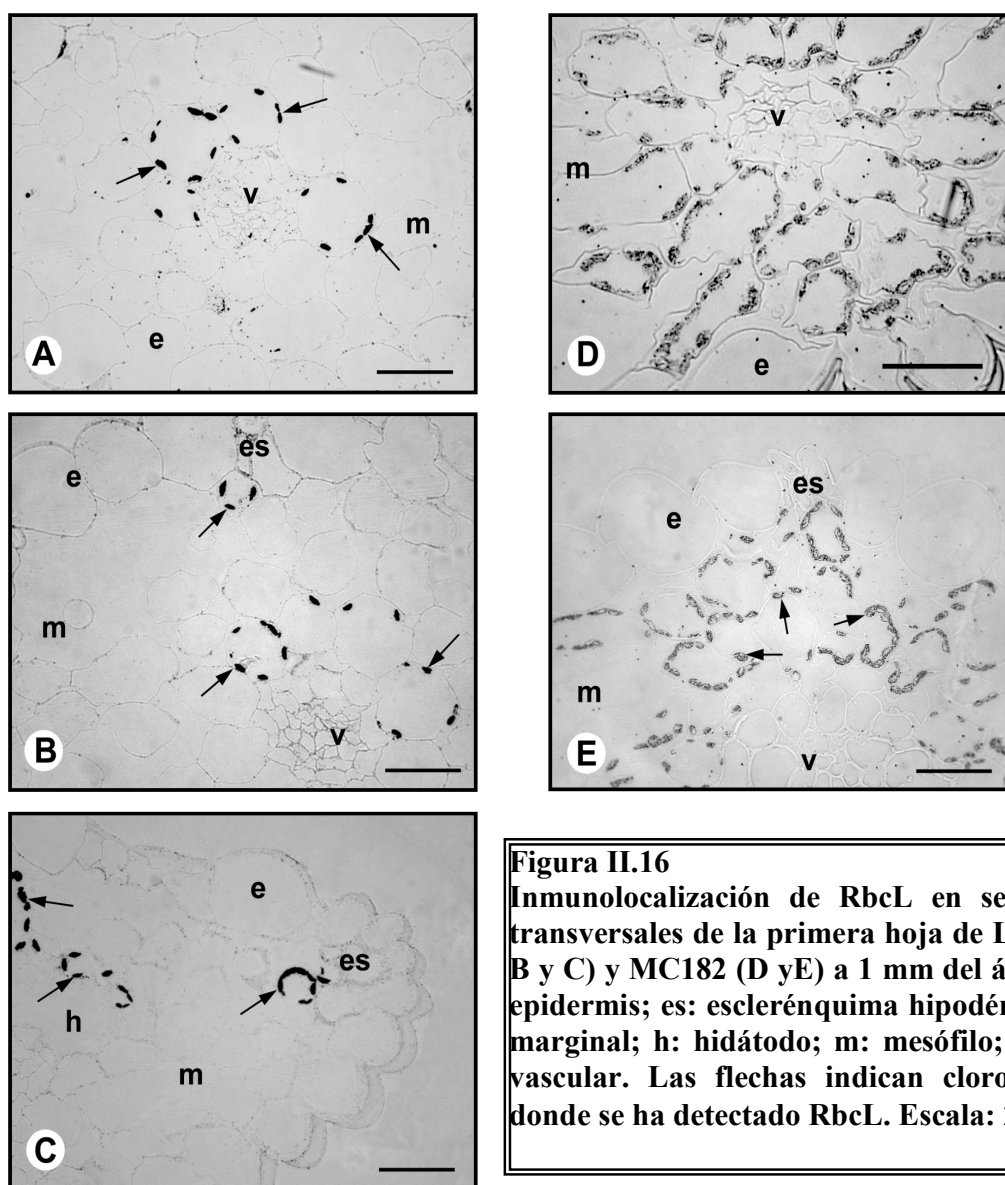 v
m
e
A
v
m
e
D
es
e
m
v
B
es
e
m
v
E
e
es
h
m
C
Figura II.16
Inmunolocalización de RbcL en se
transversales de la primera hoja de L
B y C) y MC182 (D yE) a 1 mm del á
epidermis; es: esclerénquima hipodér
marginal; h: hidátodo; m: mesófilo;
vascular. Las flechas indican cloro
donde se ha detectado RbcL. Escala: